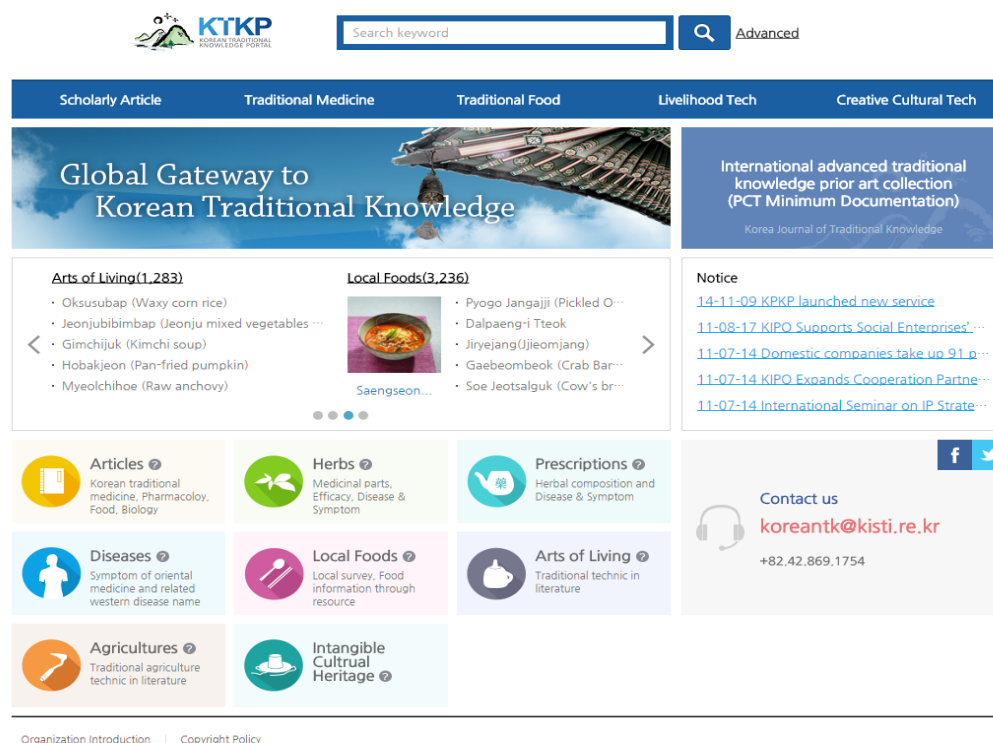 KTKP
KOREAN TRADITIONAL
KNOWLEDGE PORTAL
Search keyword
Advanced
Scholarly Article
Traditional Medicine
Traditional Food
Livelihood Tech
Creative Cultural Tech
Global Gateway to
Korean Traditional Knowledge
International advanced traditional
knowledge prior art collection
(PCT Minimum Documentation)
Korea Journal of Traditional Knowledge
Arts of Living(1,283)
· Oksusubap (Waxy corn rice)
· Jeonjubibimbap (Jeonju mixed vegetables ···
· Gimchijuk (Kimchi soup)
· Hobakjeon (Pan-fried pumpkin)
· Myeolchihoe (Raw anchovy)
Local Foods(3,236)
Saengseon...
· Pyogo Jangajji (Pickled O···
· Dalpaeng-i Tteok
· Jiryejang(Jjieomjang)
· Gaebeombeok (Crab Bar···
· Soe Jeotsalguk (Cow's br···
Notice
14-11-09 KPKP launched new service
11-08-17 KIPO Supports Social Enterprises' ···
11-07-14 Domestic companies take up 91 p···
11-07-14 KIPO Expands Cooperation Partne···
11-07-14 International Seminar on IP Strate···
Articles ?
Korean traditional
medicine, Pharmacoloy,
Food, Biology
Herbs ?
Medicinal parts,
Efficacy, Disease &
Symptom
Prescriptions ?
Herbal composition and
Disease & Symptom
Diseases ?
Symptom of oriental
medicine and related
western disease name
Local Foods ?
Local survey, Food
information through
resource
Arts of Living ?
Traditional technic in
literature
Agricultures ?
Traditional agriculture
technic in literature
Intangible
Cultrual
Heritage ?
f
Contact us
koreantk@kisti.re.kr
+82.42.869.1754
Organization Introduction | Copyright Policy